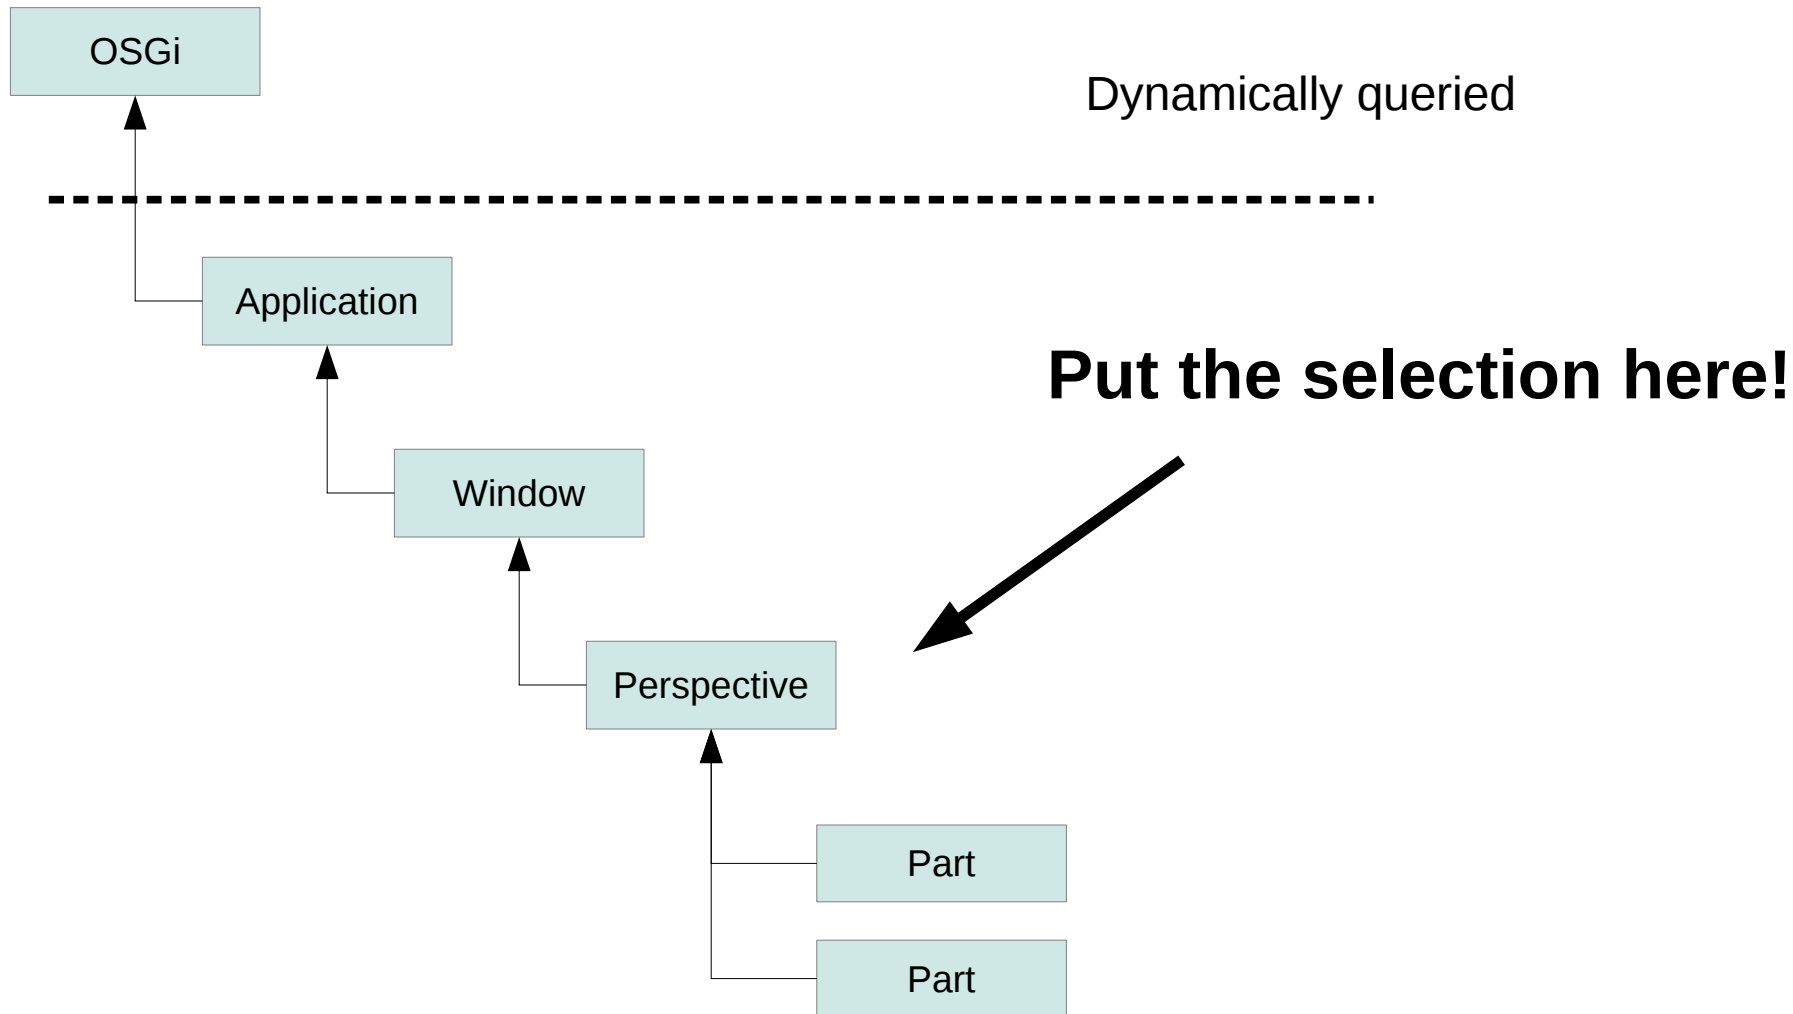 OSGi
Dynamically queried
Application
Put the selection here!
Window
Perspective
Part
Part